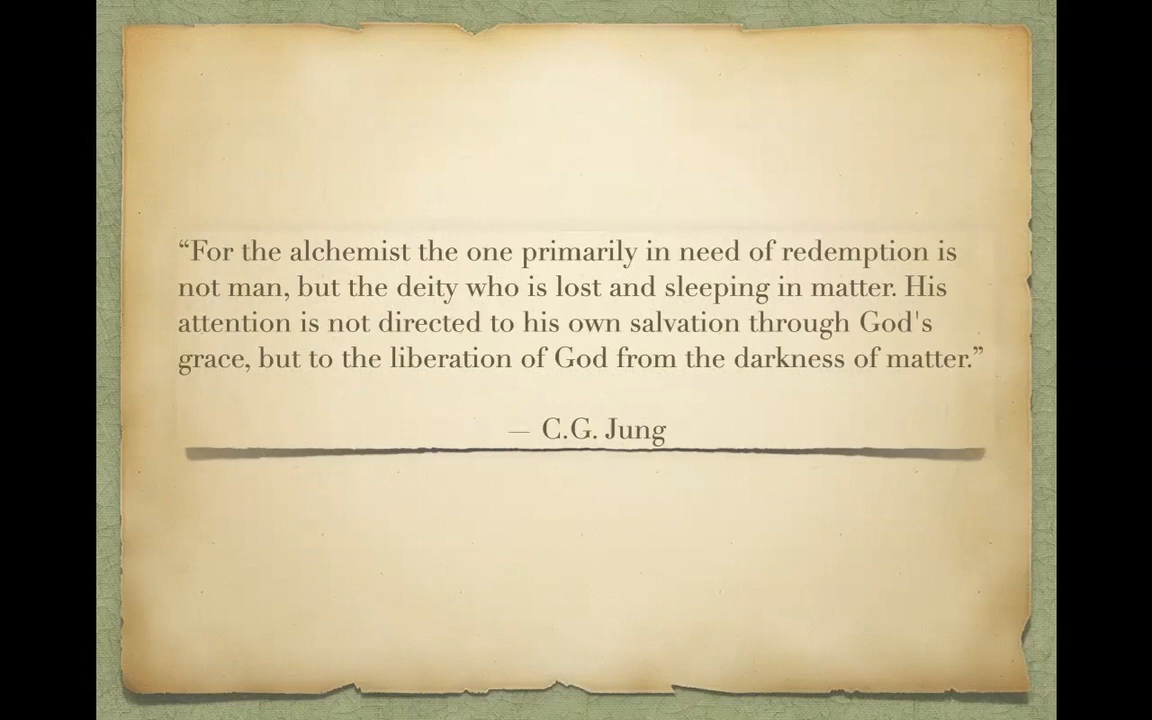 “For the alchemist the one primarily in need of redemption is
not man, but the deity who is lost and sleeping in matter. His
attention is not directed to his own salvation through God's
grace, but to the liberation of God from the darkness of matter.”
— C.G. Jung